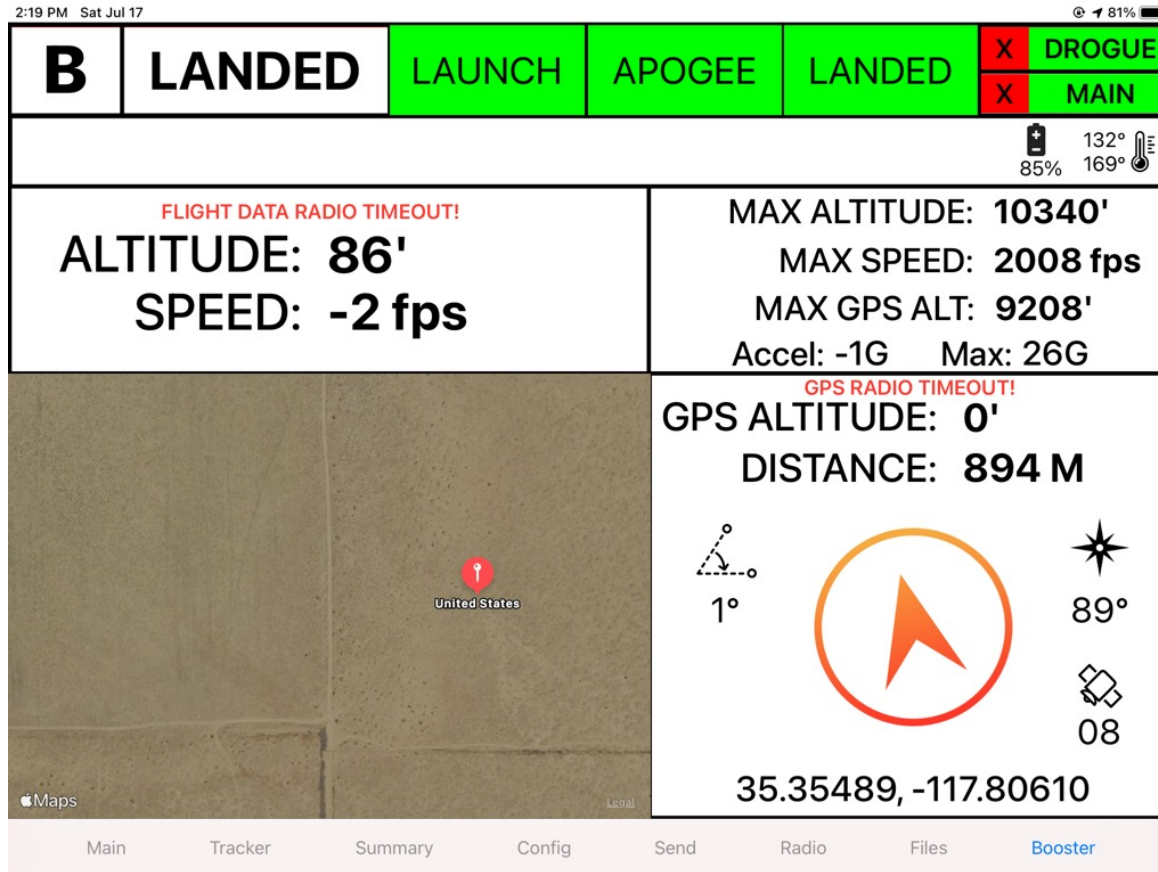 2:19 PM Sat Jul 17
81%
B
LANDED
LAUNCH
APOGEE
LANDED
X DROGUE
X MAIN
85%
132°
169°
FLIGHT DATA RADIO TIMEOUT!
ALTITUDE: 86'
SPEED: -2 fps
MAX ALTITUDE: 10340'
MAX SPEED: 2008 fps
MAX GPS ALT: 9208'
Accel: -1G Max: 26G
United States
Maps
Legal
GPS RADIO TIMEOUT!
GPS ALTITUDE: 0'
DISTANCE: 894 M
1°
89°
08
35.35489, -117.80610
Main Tracker Summary Config Send Radio Files Booster